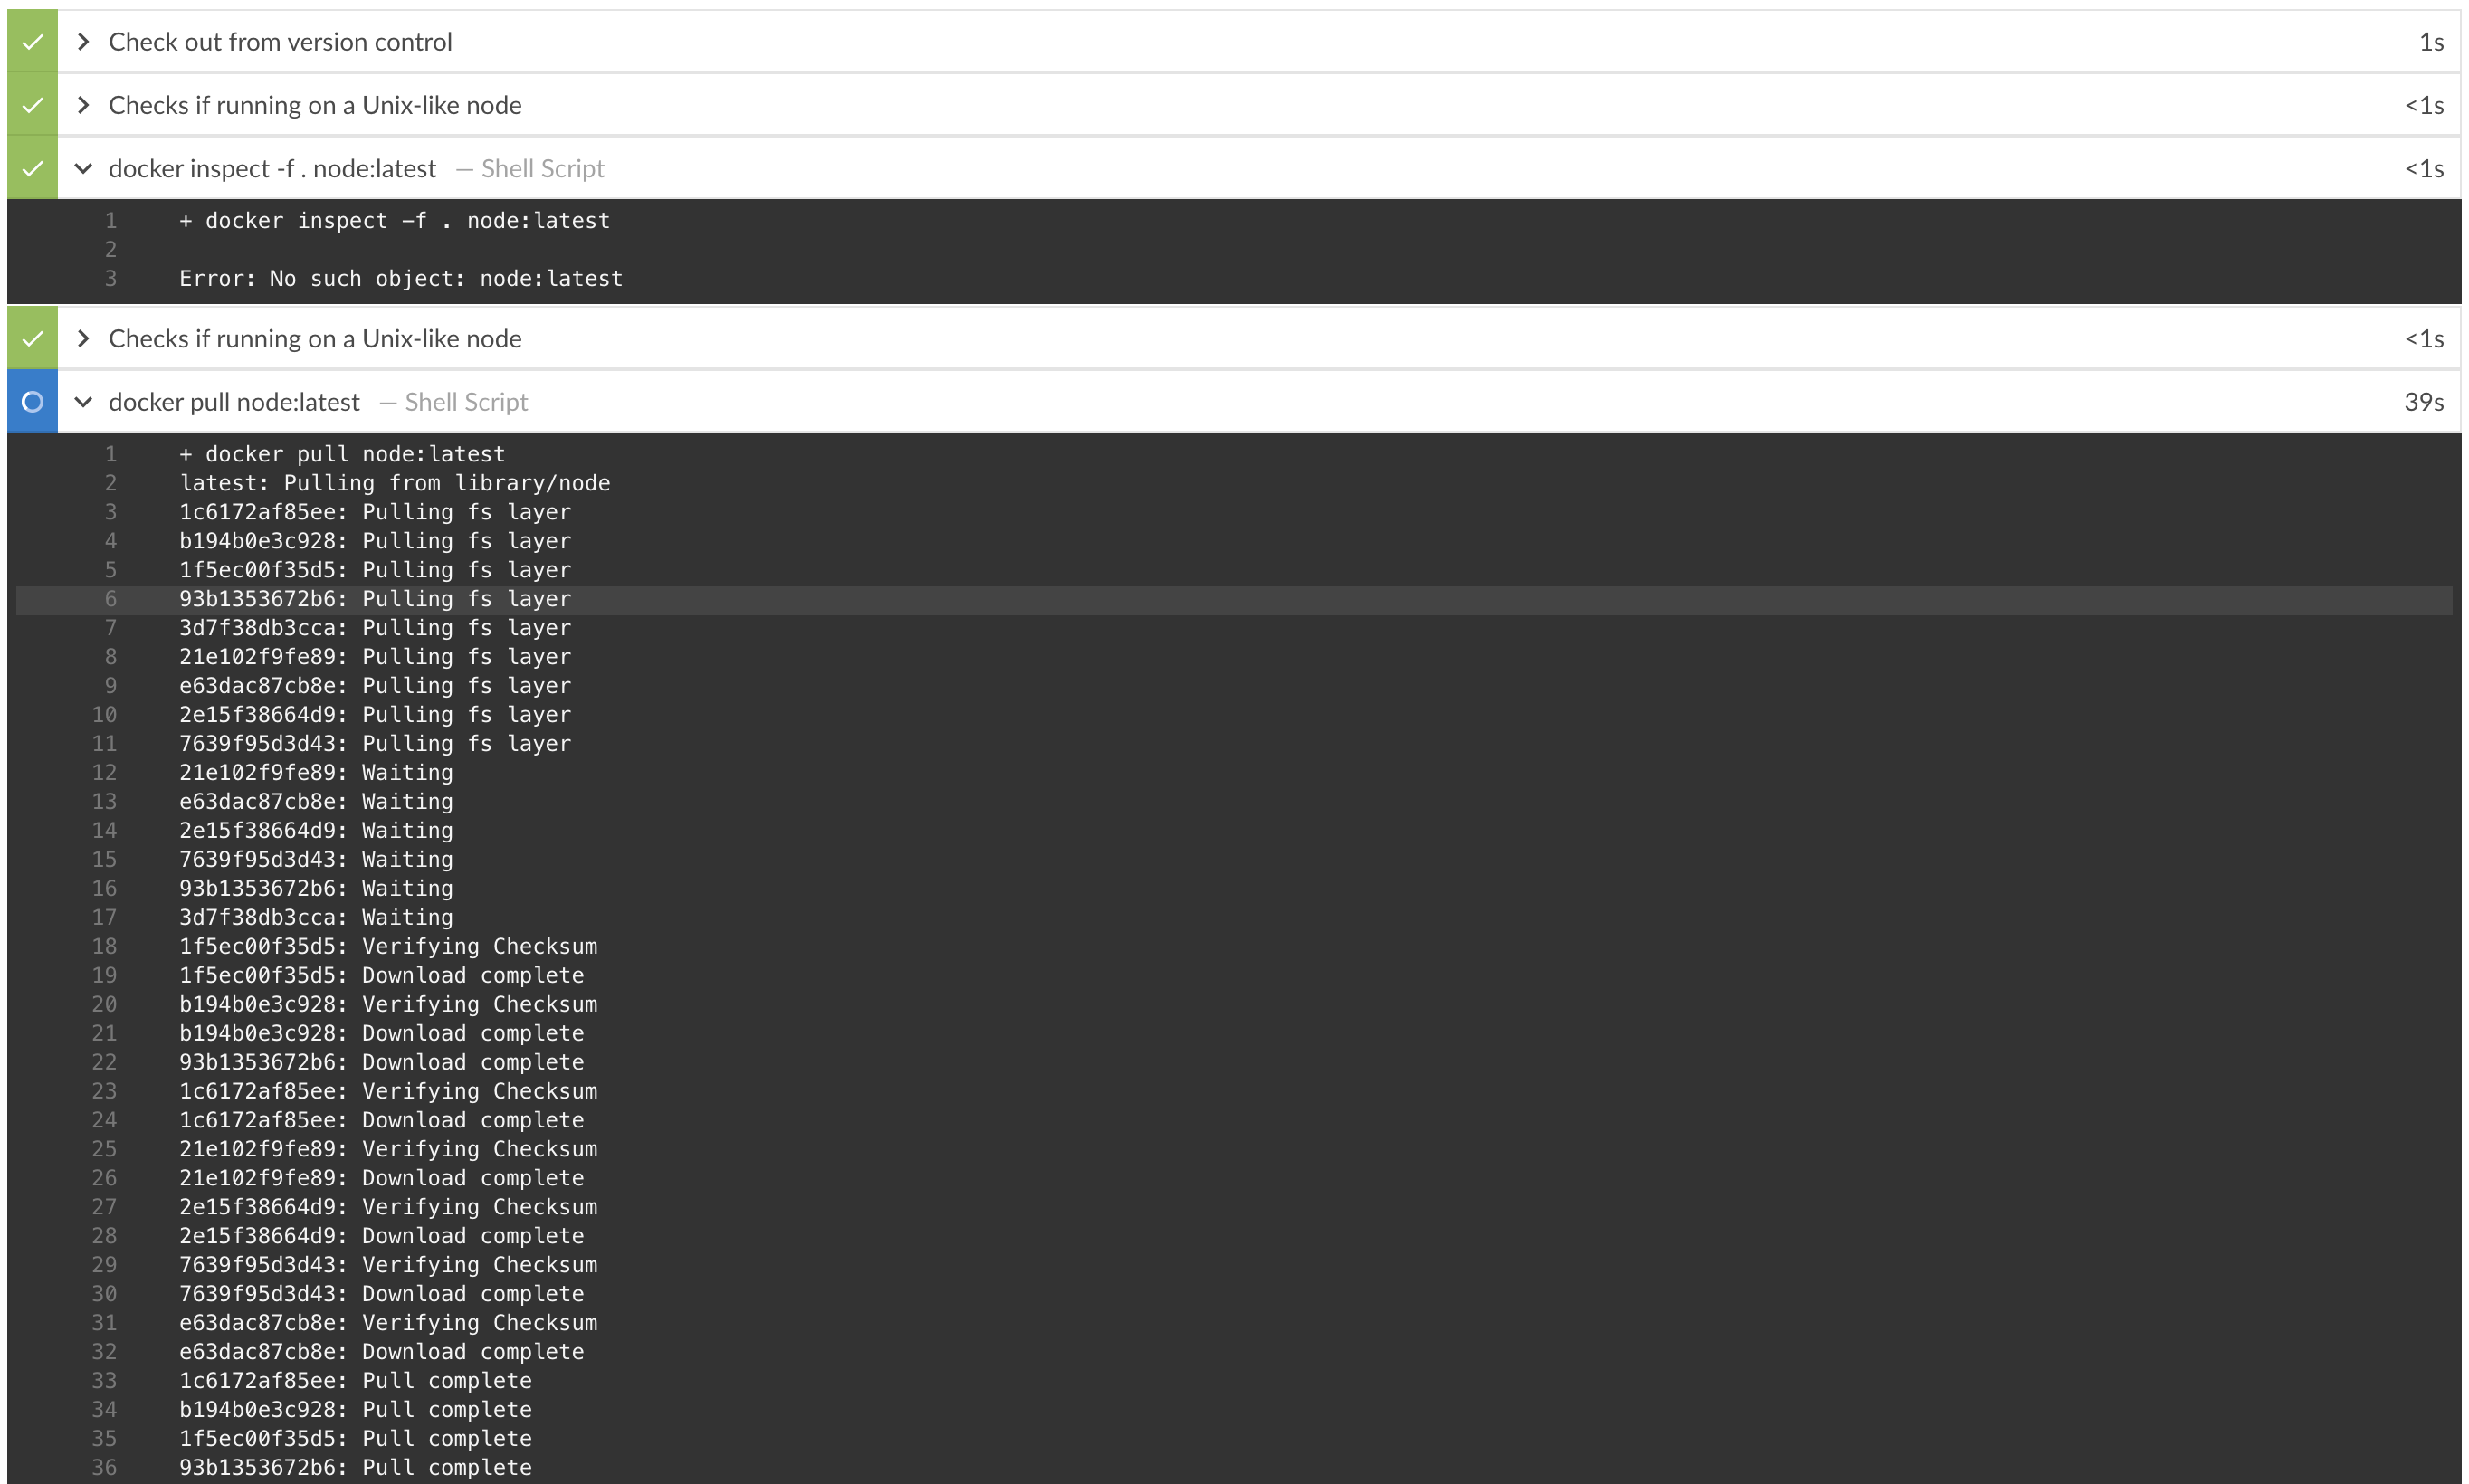 Check out from version control 1s
Checks if running on a Unix-like node <1s
docker inspect -f . node:latest — Shell Script <1s
1 + docker inspect -f . node:latest
2
3 Error: No such object: node:latest
Checks if running on a Unix-like node <1s
docker pull node:latest — Shell Script 39s
1 + docker pull node:latest
2 latest: Pulling from library/node
3 1c6172af85ee: Pulling fs layer
4 b194b0e3c928: Pulling fs layer
5 1f5ec00f35d5: Pulling fs layer
6 93b1353672b6: Pulling fs layer
7 3d7f38db3cca: Pulling fs layer
8 21e102f9fe89: Pulling fs layer
9 e63dac87cb8e: Pulling fs layer
10 2e15f38664d9: Pulling fs layer
11 7639f95d3d43: Pulling fs layer
12 21e102f9fe89: Waiting
13 e63dac87cb8e: Waiting
14 2e15f38664d9: Waiting
15 7639f95d3d43: Waiting
16 93b1353672b6: Waiting
17 3d7f38db3cca: Waiting
18 1f5ec00f35d5: Verifying Checksum
19 1f5ec00f35d5: Download complete
20 b194b0e3c928: Verifying Checksum
21 b194b0e3c928: Download complete
22 93b1353672b6: Download complete
23 1c6172af85ee: Verifying Checksum
24 1c6172af85ee: Download complete
25 21e102f9fe89: Verifying Checksum
26 21e102f9fe89: Download complete
27 2e15f38664d9: Verifying Checksum
28 2e15f38664d9: Download complete
29 7639f95d3d43: Verifying Checksum
30 7639f95d3d43: Download complete
31 e63dac87cb8e: Verifying Checksum
32 e63dac87cb8e: Download complete
33 1c6172af85ee: Pull complete
34 b194b0e3c928: Pull complete
35 1f5ec00f35d5: Pull complete
36 93b1353672b6: Pull complete